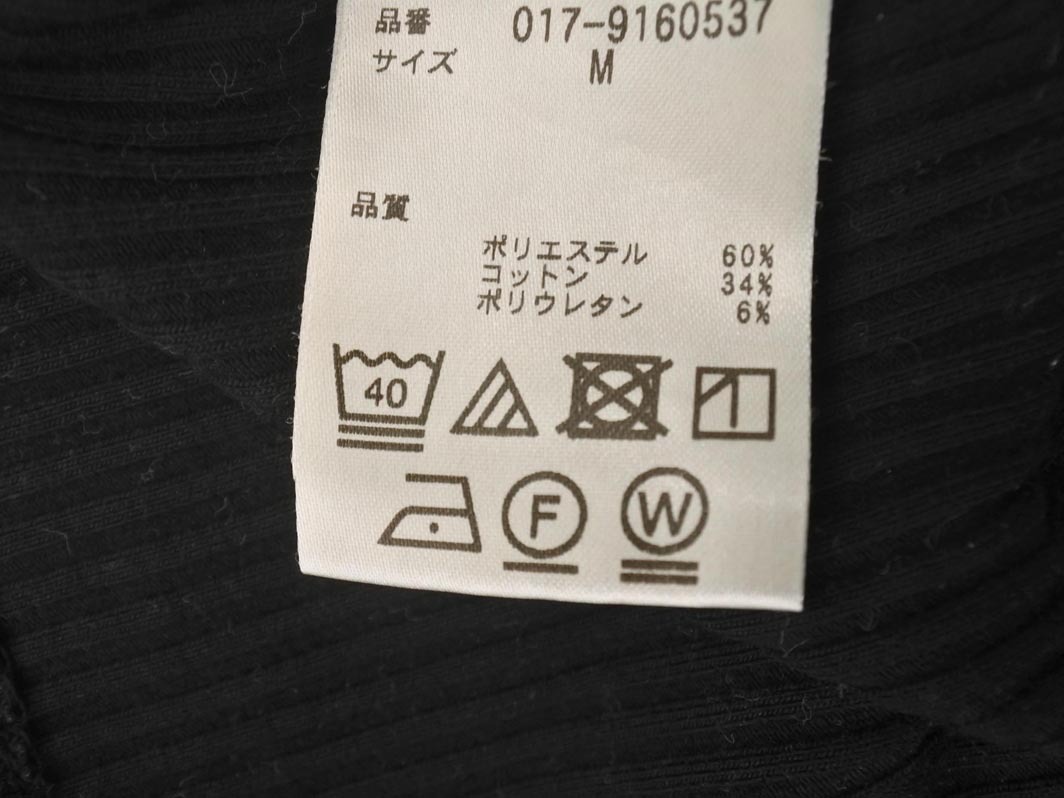 品番 017-9160537
サイズ M
品質
ポリエステル 60%
コットン 34%
ポリウレタン 6%
40
F W